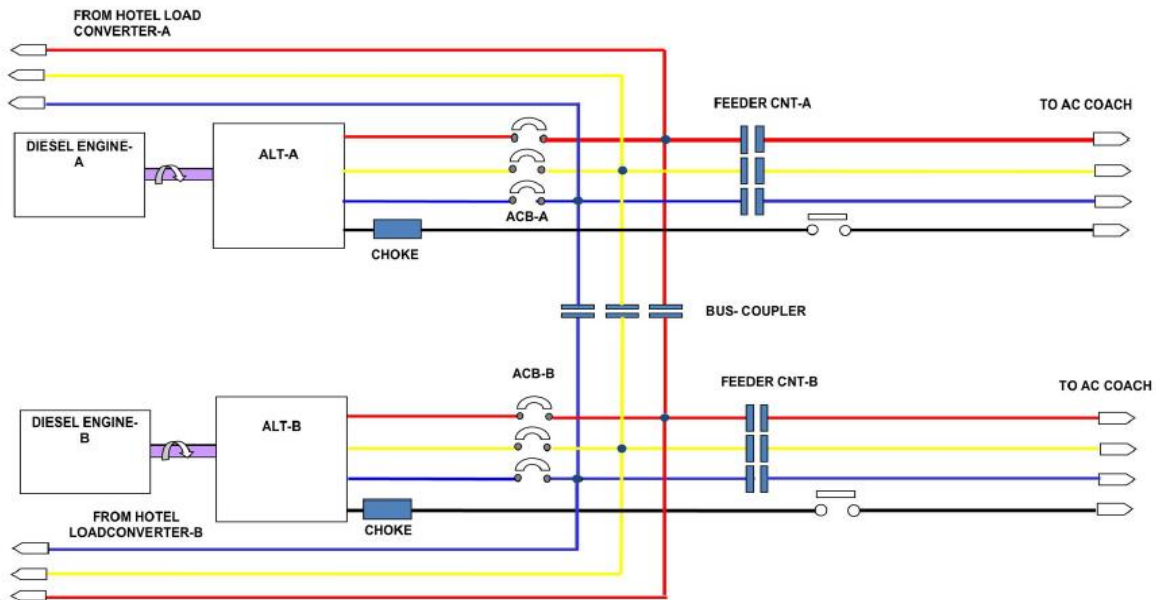 FROM HOTEL LOAD
CONVERTER-A
FEEDER CNT-A
TO AC COACH
DIESEL ENGINE-
A
ALT-A
ACB-A
CHOKE
BUS- COUPLER
ACB-B
FEEDER CNT-B
TO AC COACH
DIESEL ENGINE-
B
ALT-B
FROM HOTEL
LOADCONVERTER-B
CHOKE